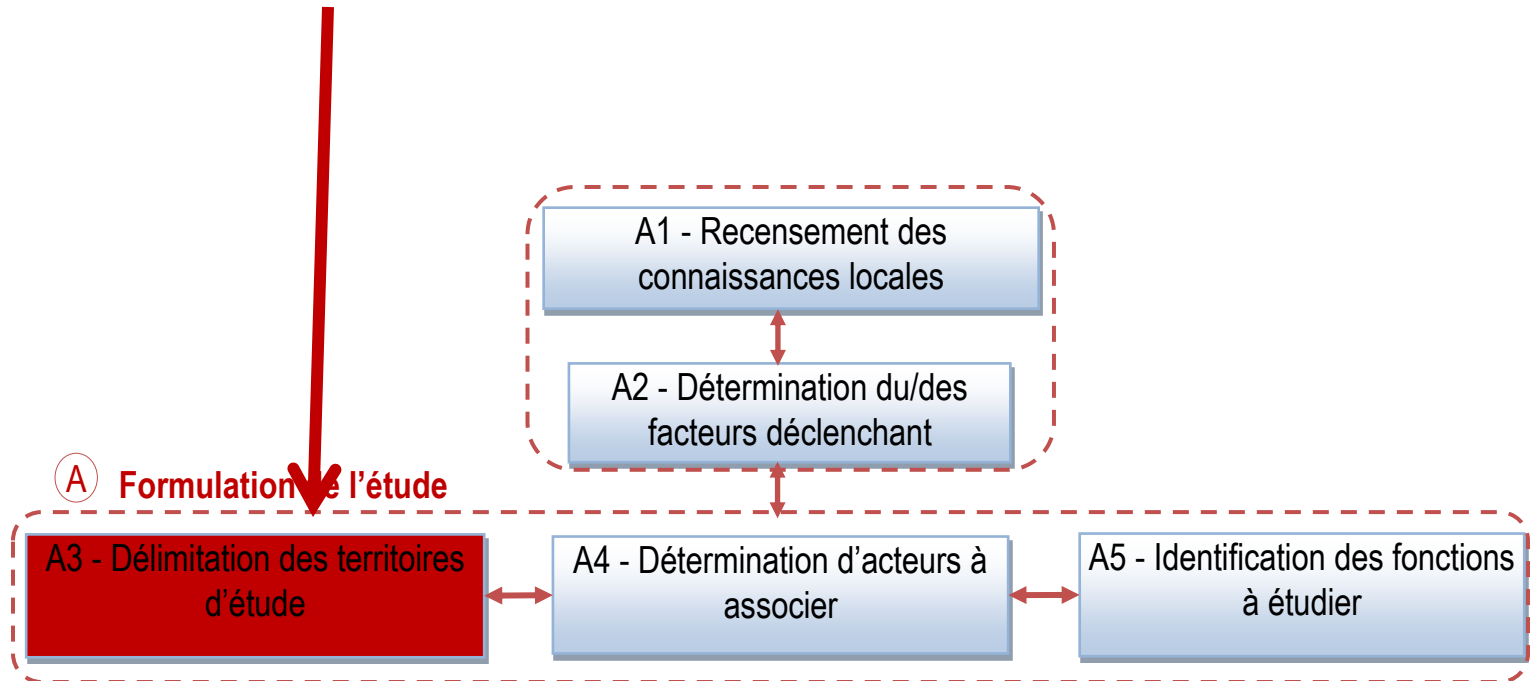 A1 - Recensement des
connaissances locales
A2 - Détermination du/des
facteurs déclenchant
A Formulation de l’étude
A3 - Délimitation des territoires
d’étude
A4 - Détermination d’acteurs à
associer
A5 - Identification des fonctions
à étudier